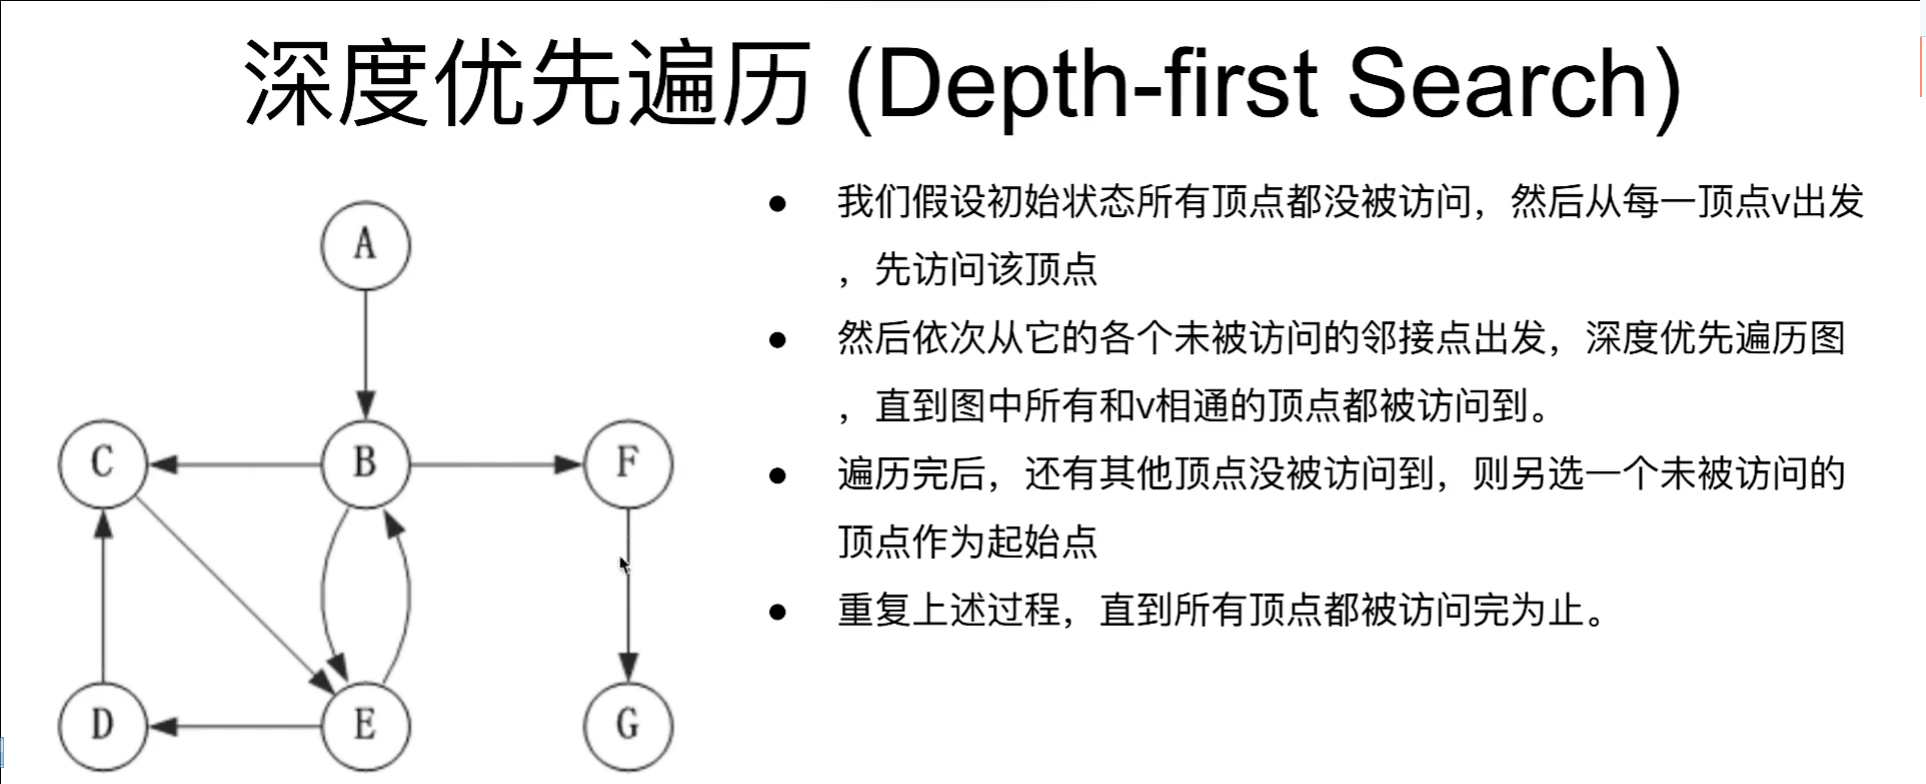 深度优先遍历 (Depth-first Search)
● 我们假设初始状态所有顶点都没被访问，然后从每一顶点v出发
，先访问该顶点
● 然后依次从它的各个未被访问的邻接点出发，深度优先遍历图
，直到图中所有和v相通的顶点都被访问到。
● 遍历完后，还有其他顶点没被访问到，则另选一个未被访问的
顶点作为起始点
● 重复上述过程，直到所有顶点都被访问完为止。
A
C B F
D E G